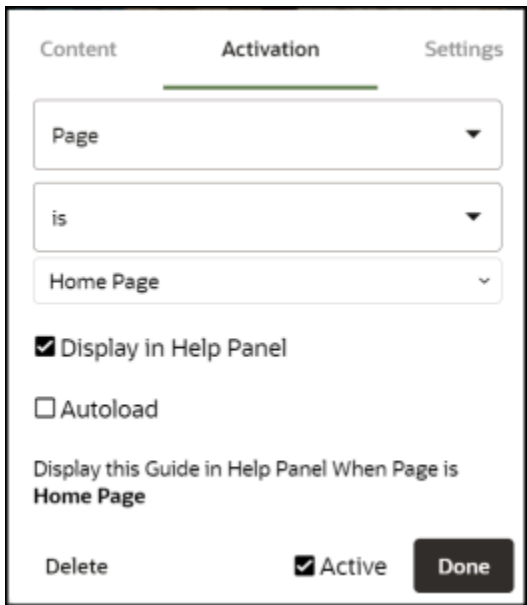 Content Activation Settings
Page
is
Home Page
Display in Help Panel
Autoload
Display this Guide in Help Panel When Page is
Home Page
Delete Active Done